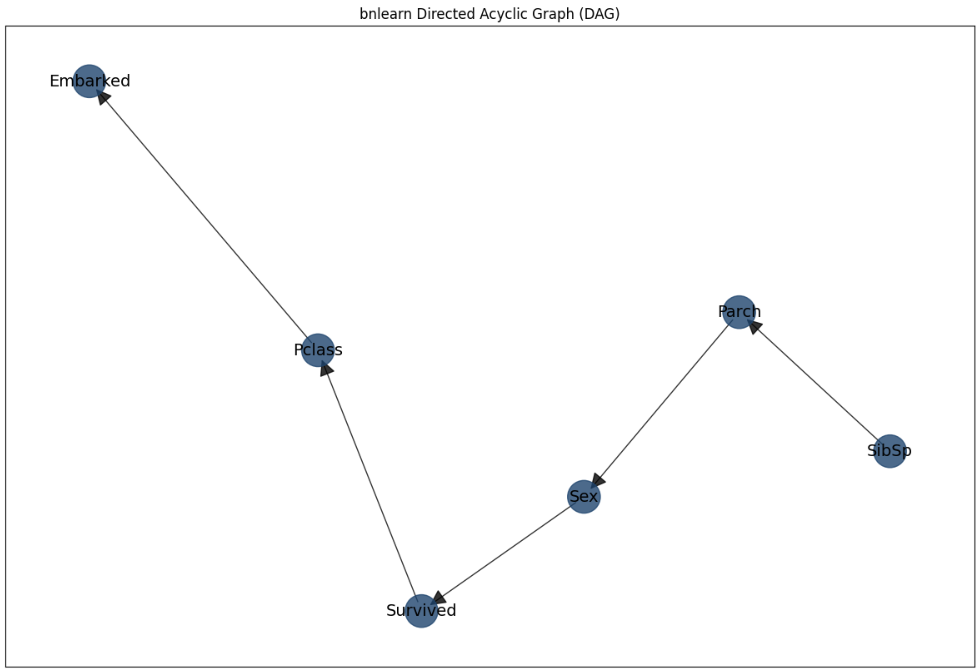 bnlearn Directed Acyclic Graph (DAG)
Embarked
Parch
Pclass
SibSp
Sex
Survived